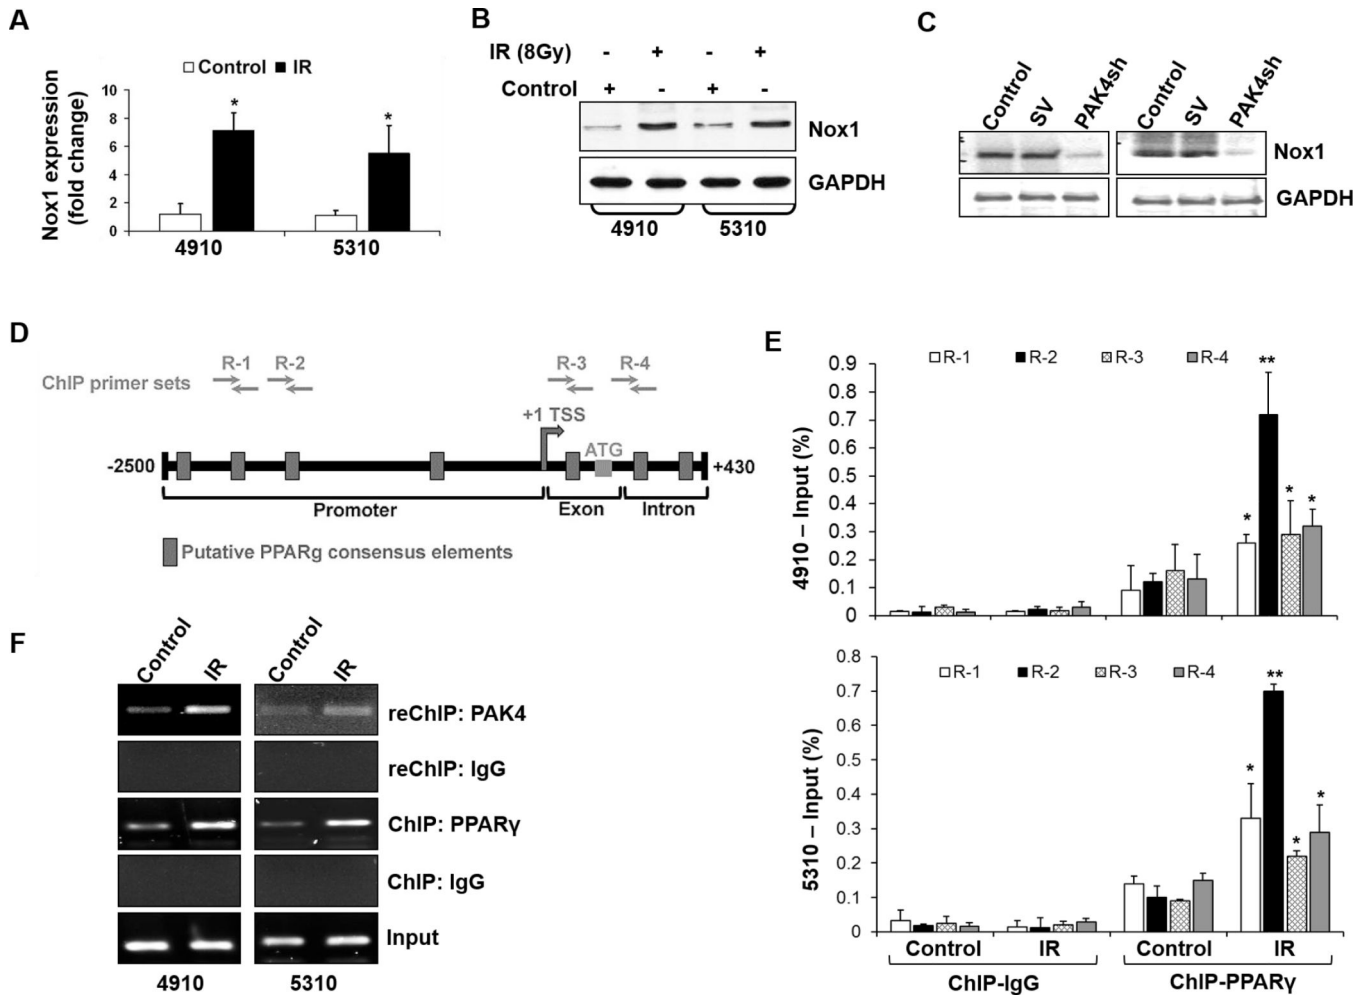 A
Control IR
Nox1 expression
(fold change)
10
8
6
4
2
0
* *
4910 5310
B
IR (8Gy) - + - +
Control + - + -
Nox1
GAPDH
4910 5310
C
Control SV PAK4sh Control SV PAK4sh
Nox1
GAPDH
D
ChIP primer sets
R-1 R-2 R-3 R-4
+1 TSS
ATG
-2500 +430
Promoter Exon Intron
Putative PPARg consensus elements
E
R-1 R-2 R-3 R-4
4910 – Input (%)
0.9
0.8
0.7
0.6
0.5
0.4
0.3
0.2
0.1
0
* ** * *
R-1 R-2 R-3 R-4
5310 – Input (%)
0.8
0.7
0.6
0.5
0.4
0.3
0.2
0.1
0
* ** * *
Control IR Control IR
ChIP-IgG ChIP-PPARγ
F
Control IR Control IR
reChIP: PAK4
reChIP: IgG
ChIP: PPARγ
ChIP: IgG
Input
4910 5310